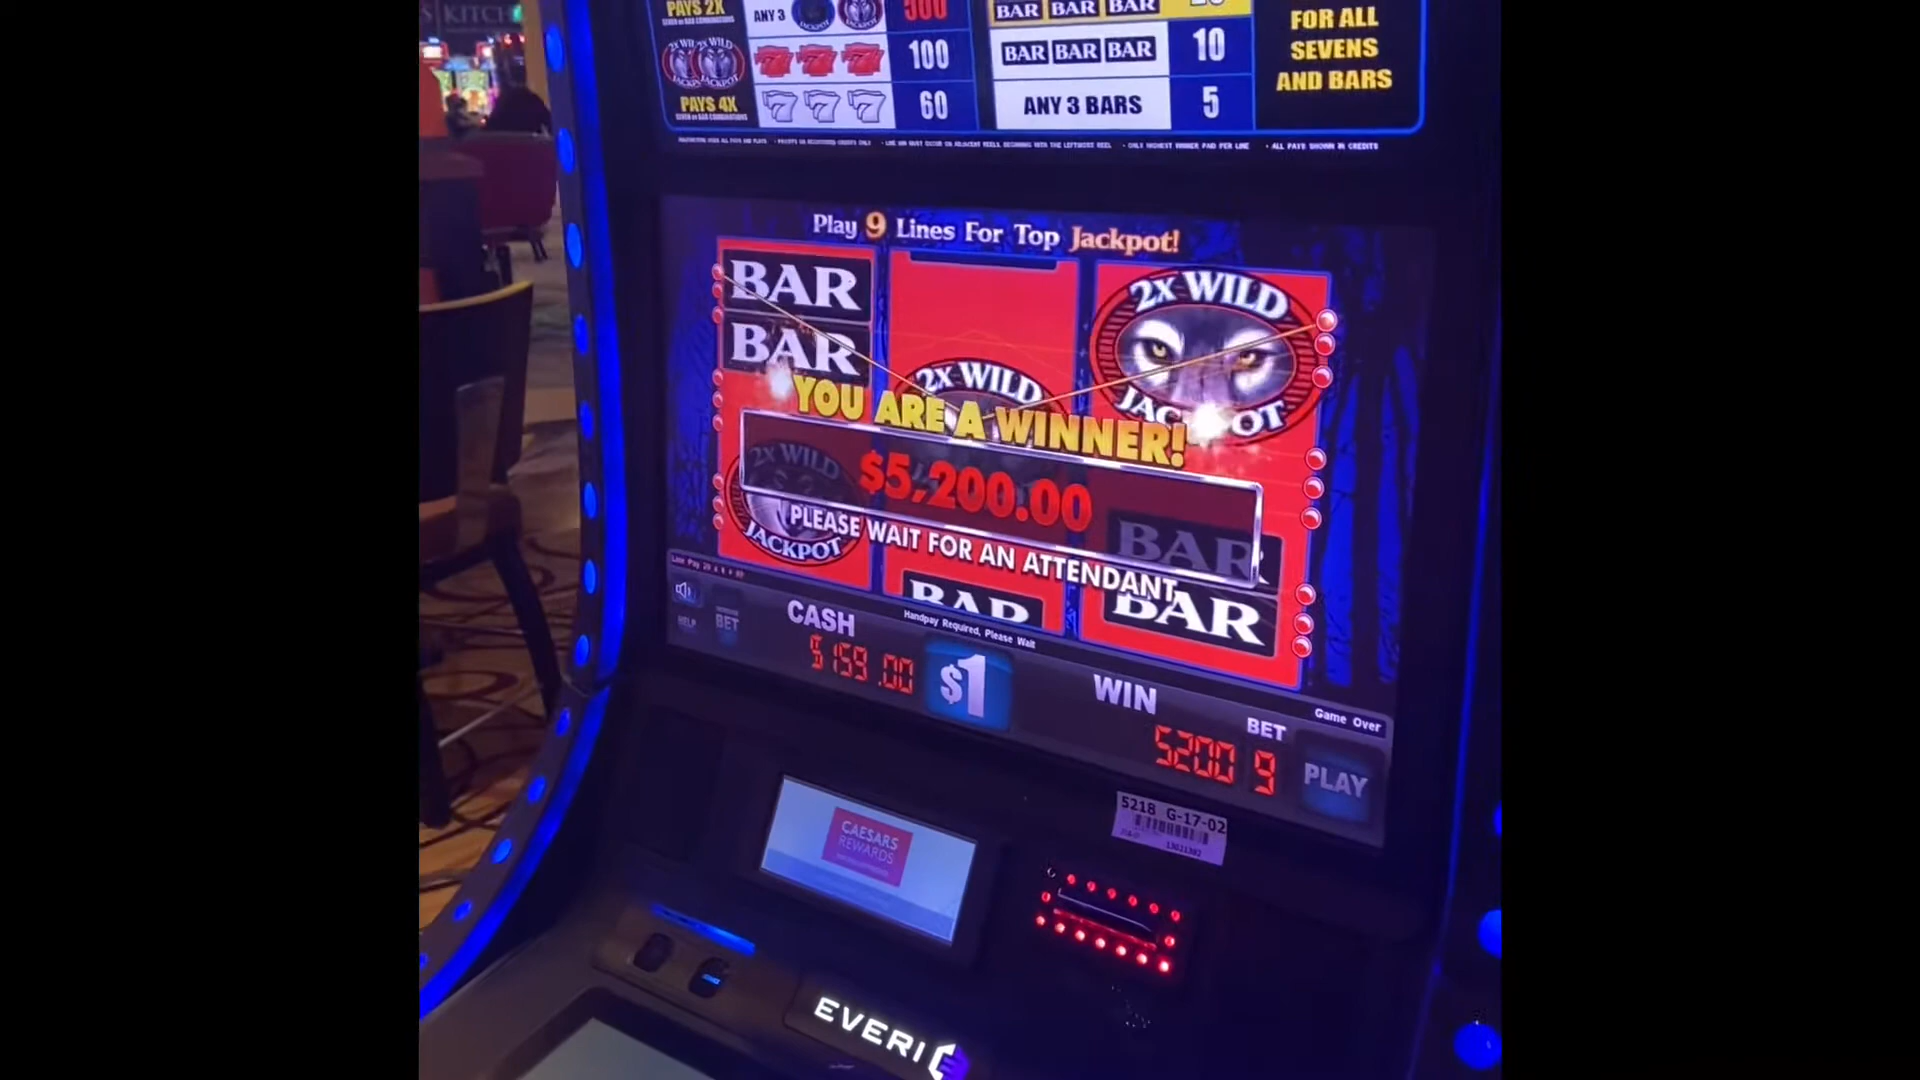 KITCH
PAYS 2X
ANY 3
500
BAR BAR BAR
100
BAR BAR BAR
10
PAYS 4X
60
ANY 3 BARS
5
FOR ALL
SEVENS
AND BARS
Play 9 Lines For Top Jackpot!
BAR
BAR
2X WILD
JACKPOT
2X WILD
YOU ARE A WINNER!
$5,200.00
PLEASE WAIT FOR AN ATTENDANT
2X WILD
JACKPOT
BAR
BAR
BAR
HELP
BET
CASH
$159.00
Handpay Required, Please Wait
$1
WIN
5200
Game Over
BET
9
PLAY
CAESARS
REWARDS
5218 G-17-02
EVERI